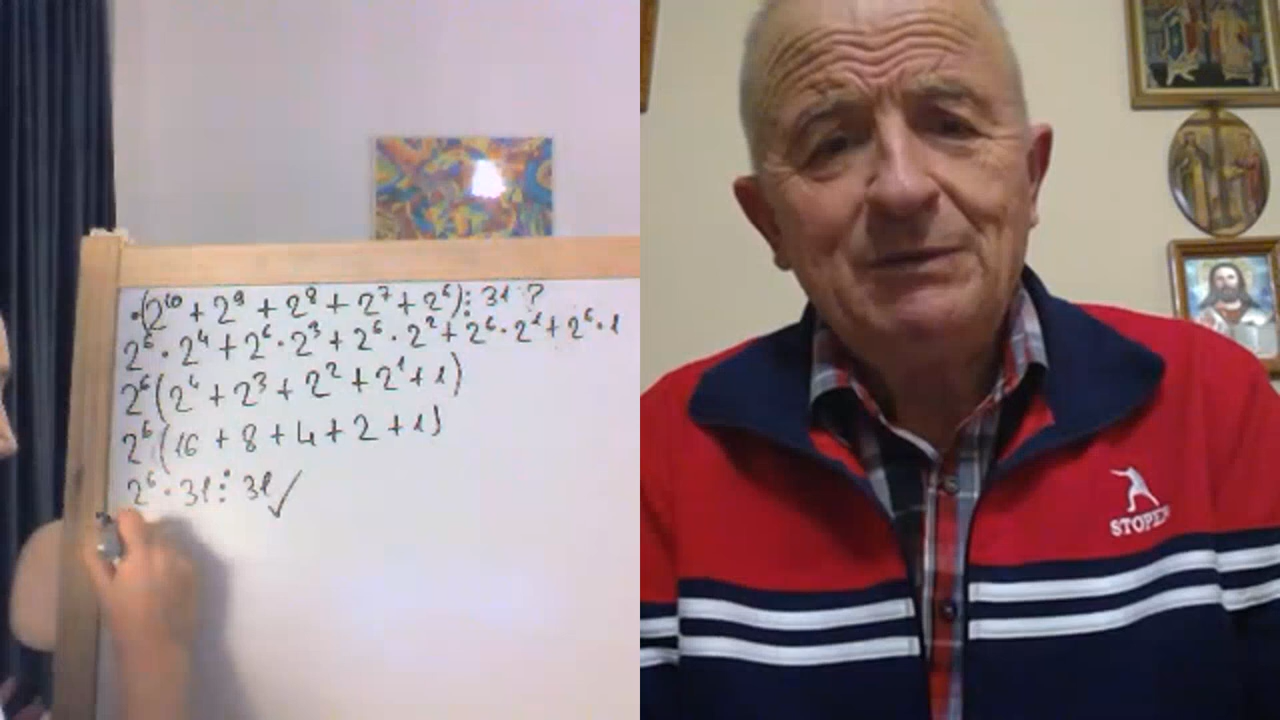 •(2¹⁰ + 2⁹ + 2⁸ + 2⁷ + 2⁶) ⋮ 31 ?
2⁶ · 2⁴ + 2⁶ · 2³ + 2⁶ · 2² + 2⁶ · 2¹ + 2⁶ · 1
2⁶ (2⁴ + 2³ + 2² + 2¹ + 1)
2⁶ (16 + 8 + 4 + 2 + 1)
2⁶ · 31 ⋮ 31 ✓
STOPER